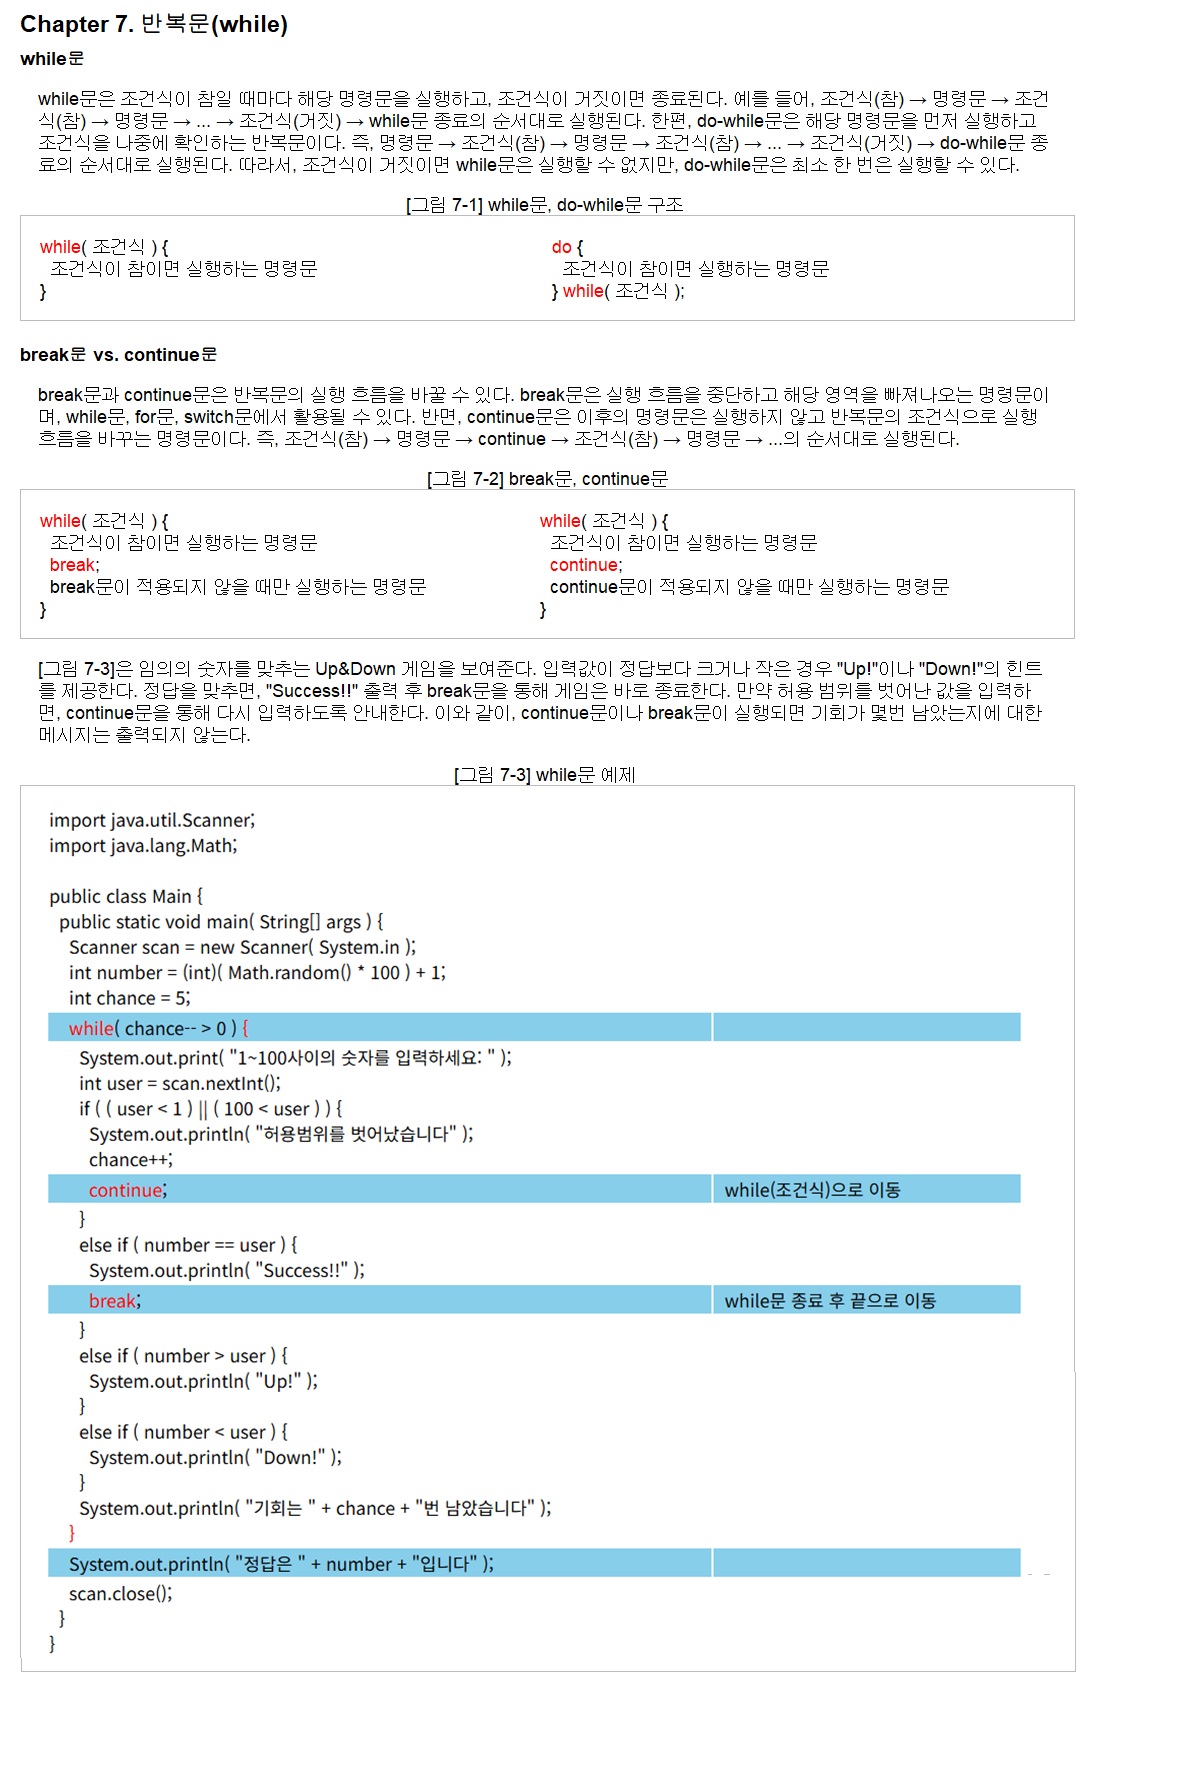 Chapter 7. 반복문(while)
while문
while문은 조건식이 참일 때마다 해당 명령문을 실행하고, 조건식이 거짓이면 종료된다. 예를 들어, 조건식(참) → 명령문 → 조건
식(참) → 명령문 → ... → 조건식(거짓) → while문 종료의 순서대로 실행된다. 한편, do-while문은 해당 명령문을 먼저 실행하고
조건식을 나중에 확인하는 반복문이다. 즉, 명령문 → 조건식(참) → 명령문 → 조건식(참) → ... → 조건식(거짓) → do-while문 종
료의 순서대로 실행된다. 따라서, 조건식이 거짓이면 while문은 실행할 수 없지만, do-while문은 최소 한 번은 실행할 수 있다.
[그림 7-1] while문, do-while문 구조
while( 조건식 ) {
조건식이 참이면 실행하는 명령문
}
do {
조건식이 참이면 실행하는 명령문
} while( 조건식 );
break문 vs. continue문
break문과 continue문은 반복문의 실행 흐름을 바꿀 수 있다. break문은 실행 흐름을 중단하고 해당 영역을 빠져나오는 명령문이
며, while문, for문, switch문에서 활용될 수 있다. 반면, continue문은 이후의 명령문은 실행하지 않고 반복문의 조건식으로 실행
흐름을 바꾸는 명령문이다. 즉, 조건식(참) → 명령문 → continue → 조건식(참) → 명령문 → ...의 순서대로 실행된다.
[그림 7-2] break문, continue문
while( 조건식 ) {
조건식이 참이면 실행하는 명령문
break;
break문이 적용되지 않을 때만 실행하는 명령문
}
while( 조건식 ) {
조건식이 참이면 실행하는 명령문
continue;
continue문이 적용되지 않을 때만 실행하는 명령문
}
[그림 7-3]은 임의의 숫자를 맞추는 Up&Down 게임을 보여준다. 입력값이 정답보다 크거나 작은 경우 "Up!"이나 "Down!"의 힌트
를 제공한다. 정답을 맞추면, "Success!!" 출력 후 break문을 통해 게임은 바로 종료한다. 만약 허용 범위를 벗어난 값을 입력하
면, continue문을 통해 다시 입력하도록 안내한다. 이와 같이, continue문이나 break문이 실행되면 기회가 몇번 남았는지에 대한
메시지는 출력되지 않는다.
[그림 7-3] while문 예제
import java.util.Scanner;
import java.lang.Math;
public class Main {
public static void main( String[] args ) {
Scanner scan = new Scanner( System.in );
int number = (int)( Math.random() * 100 ) + 1;
int chance = 5;
while( chance-- > 0 ) {
System.out.print( "1~100사이의 숫자를 입력하세요: " );
int user = scan.nextInt();
if ( ( user < 1 ) || ( 100 < user ) ) {
System.out.println( "허용범위를 벗어났습니다" );
chance++;
continue; while(조건식)으로 이동
}
else if ( number == user ) {
System.out.println( "Success!!" );
break; while문 종료 후 끝으로 이동
}
else if ( number > user ) {
System.out.println( "Up!" );
}
else if ( number < user ) {
System.out.println( "Down!" );
}
System.out.println( "기회는 " + chance + "번 남았습니다" );
}
System.out.println( "정답은 " + number + "입니다" );
scan.close();
}
}